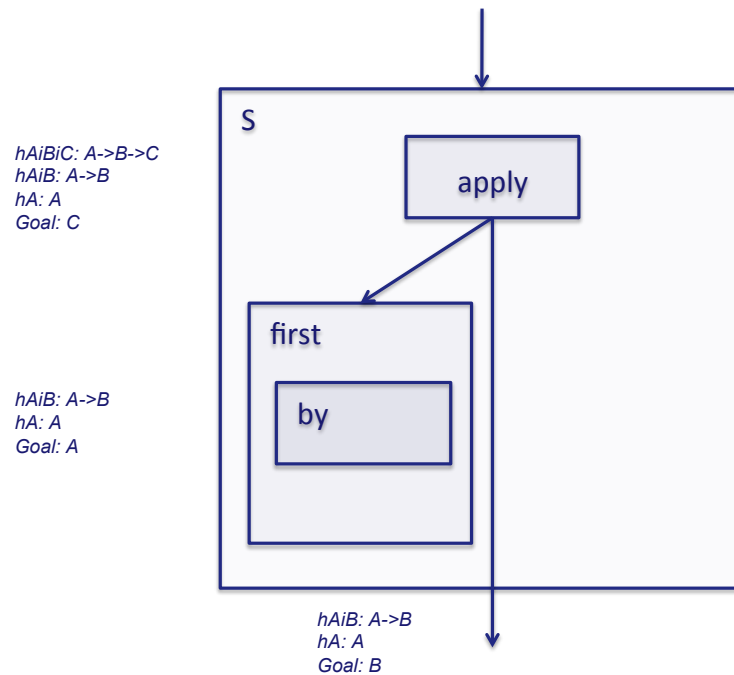 S
hAiBiC: A->B->C
hAiB: A->B
hA: A
Goal: C
apply
first
by
hAiB: A->B
hA: A
Goal: A
hAiB: A->B
hA: A
Goal: B